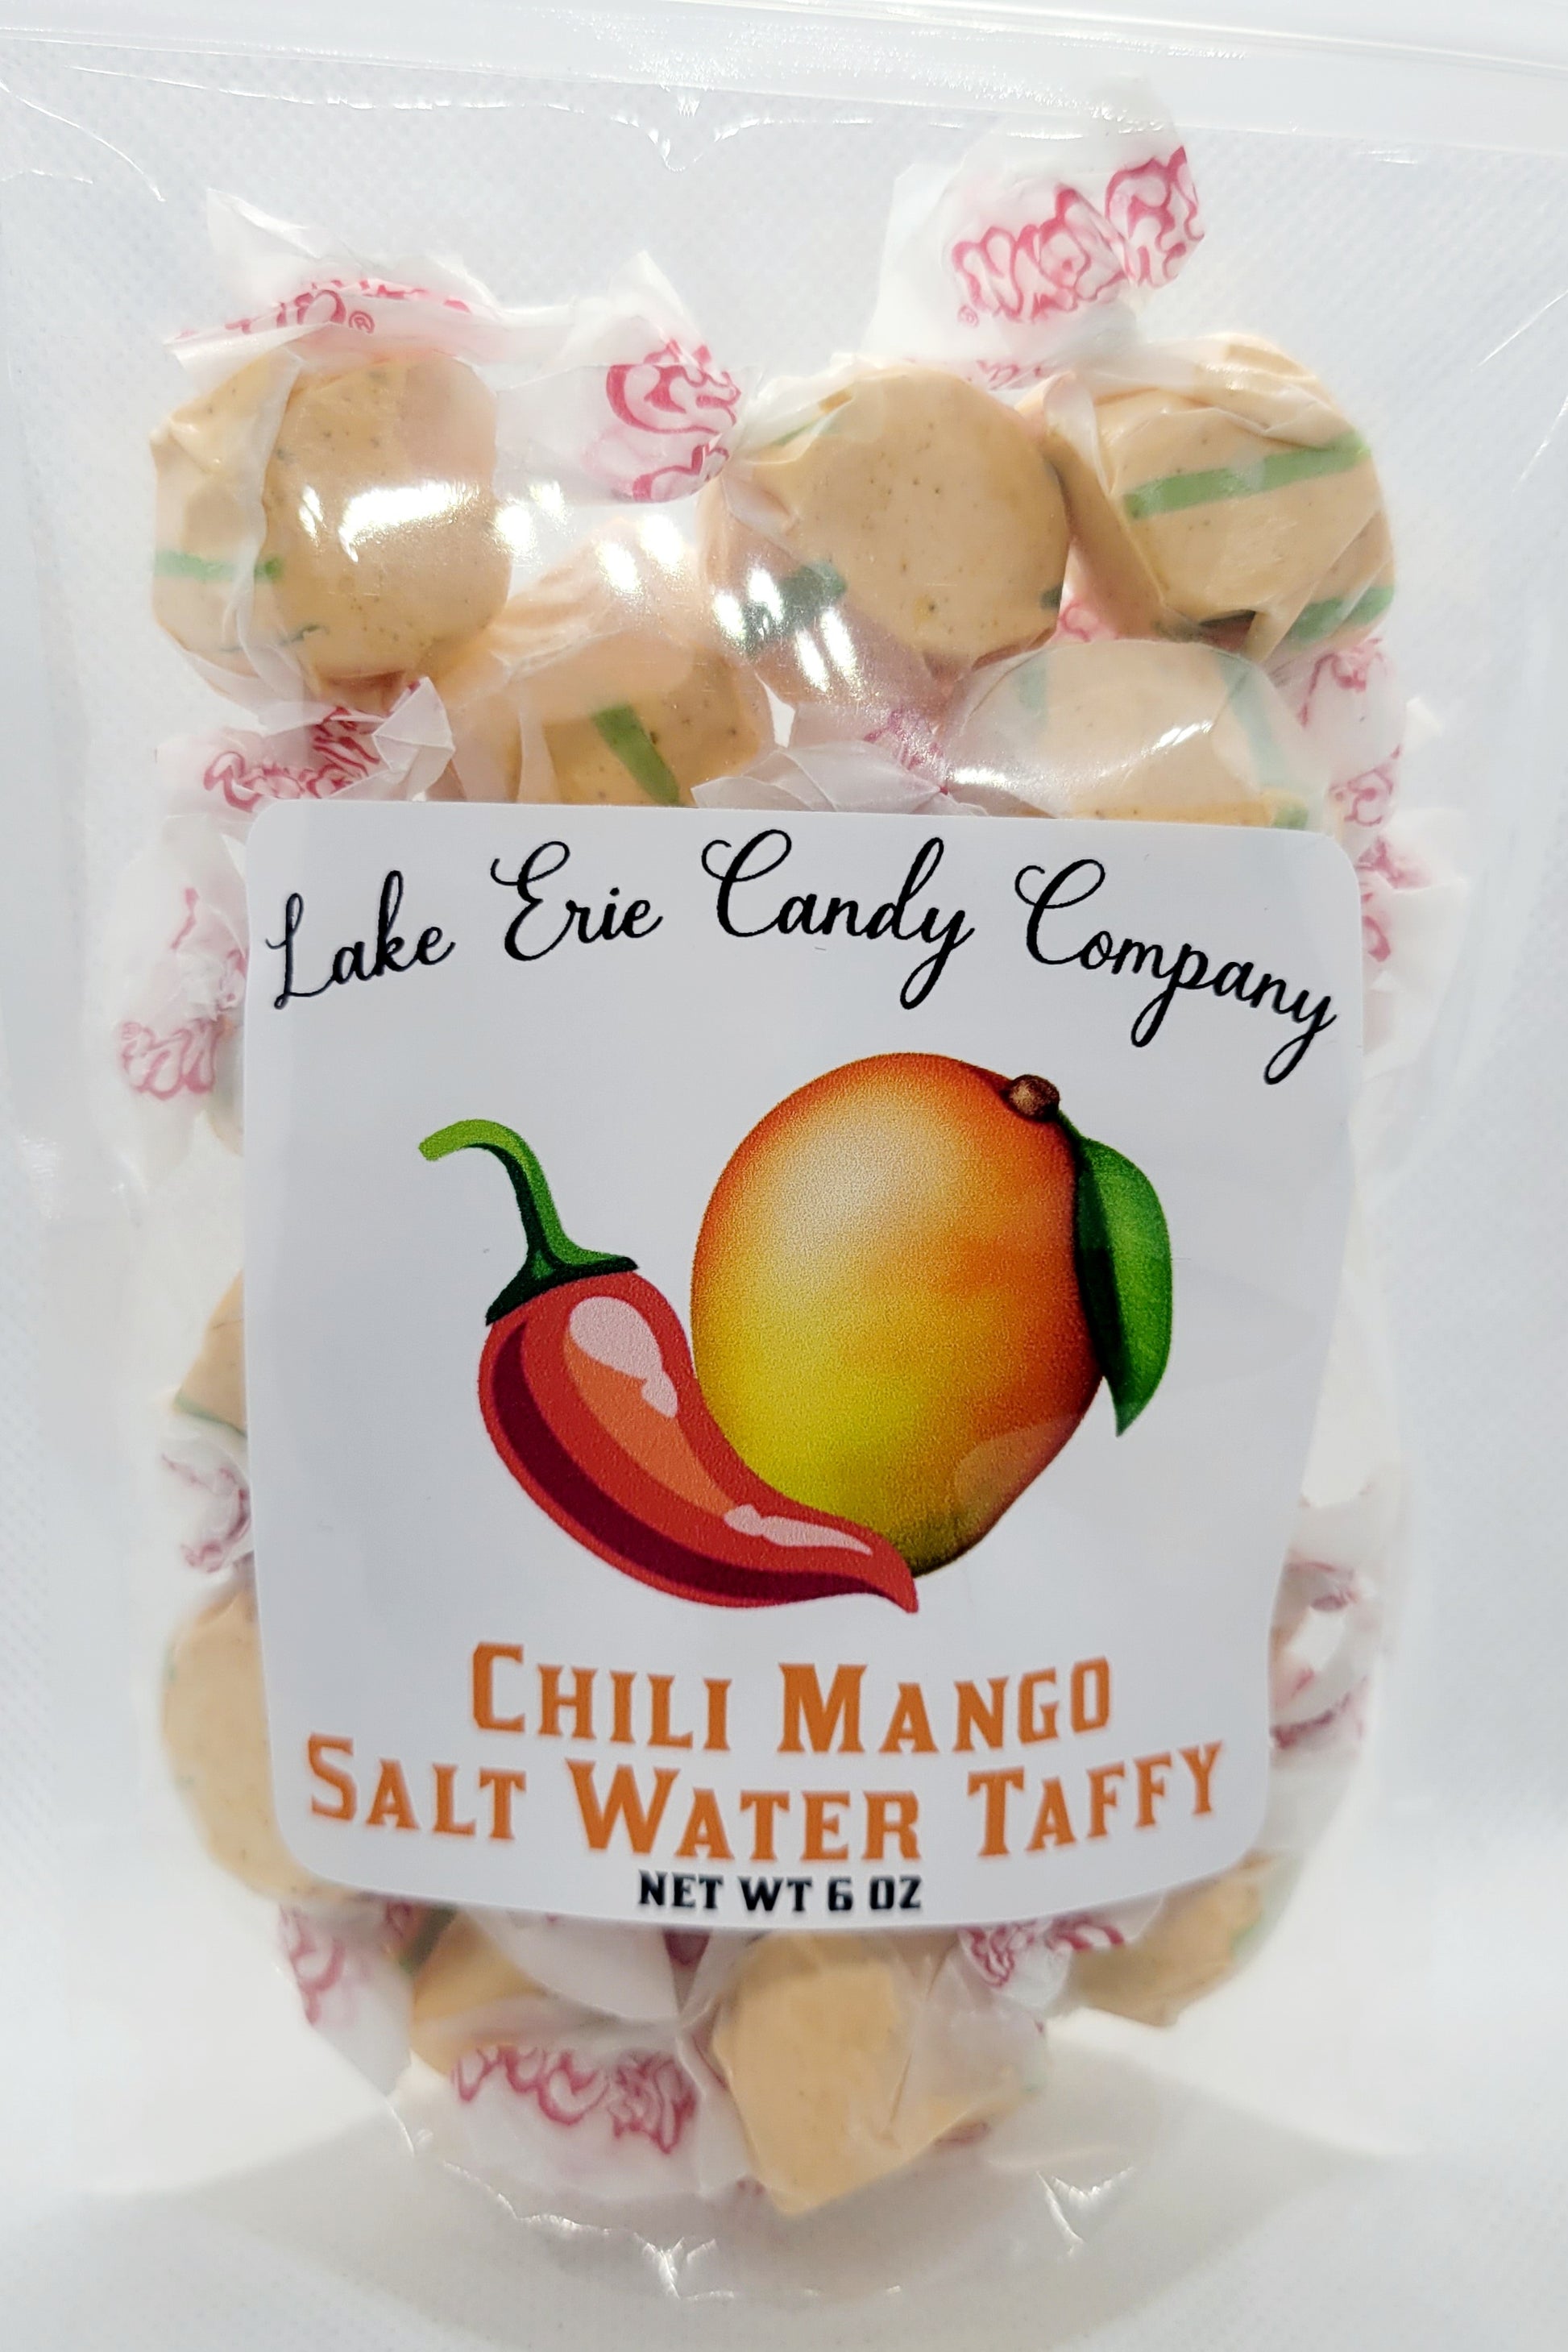 Lake Erie Candy Company
CHILI MANGO
SALT WATER TAFFY
NET WT 6 OZ